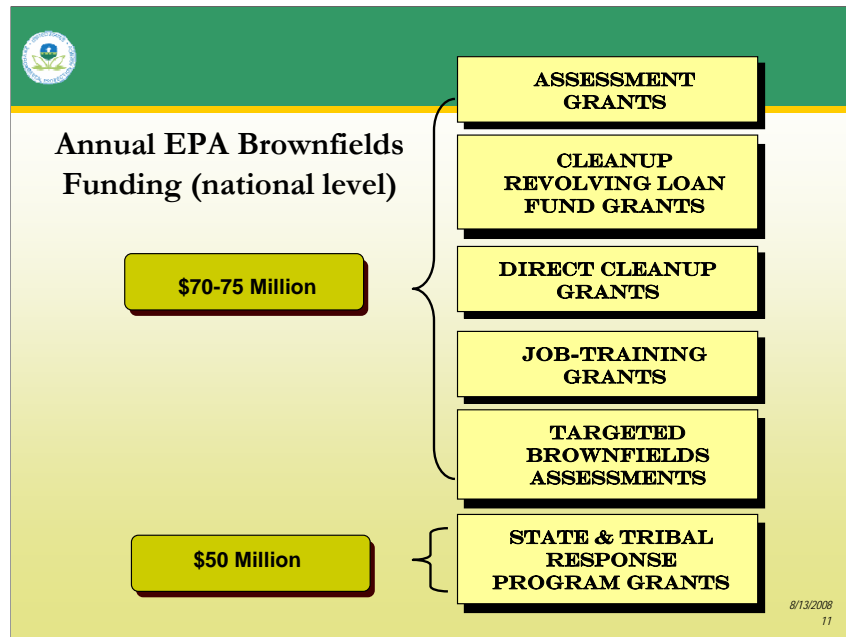 Annual EPA Brownfields
Funding (national level)
$70-75 Million
ASSESSMENT
GRANTS
CLEANUP
REVOLVING LOAN
FUND GRANTS
DIRECT CLEANUP
GRANTS
JOB-TRAINING
GRANTS
TARGETED
BROWNFIELDS
ASSESSMENTS
$50 Million
STATE & TRIBAL
RESPONSE
PROGRAM GRANTS
8/13/2008
11